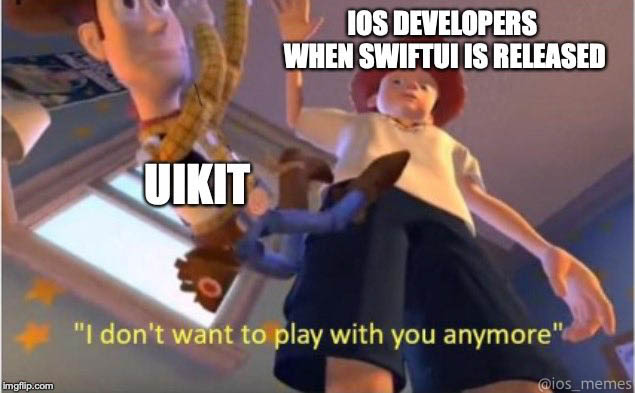 IOS DEVELOPERS
WHEN SWIFTUI IS RELEASED
UIKIT
"I don't want to play with you anymore"
imgflip.com
@ios_memes